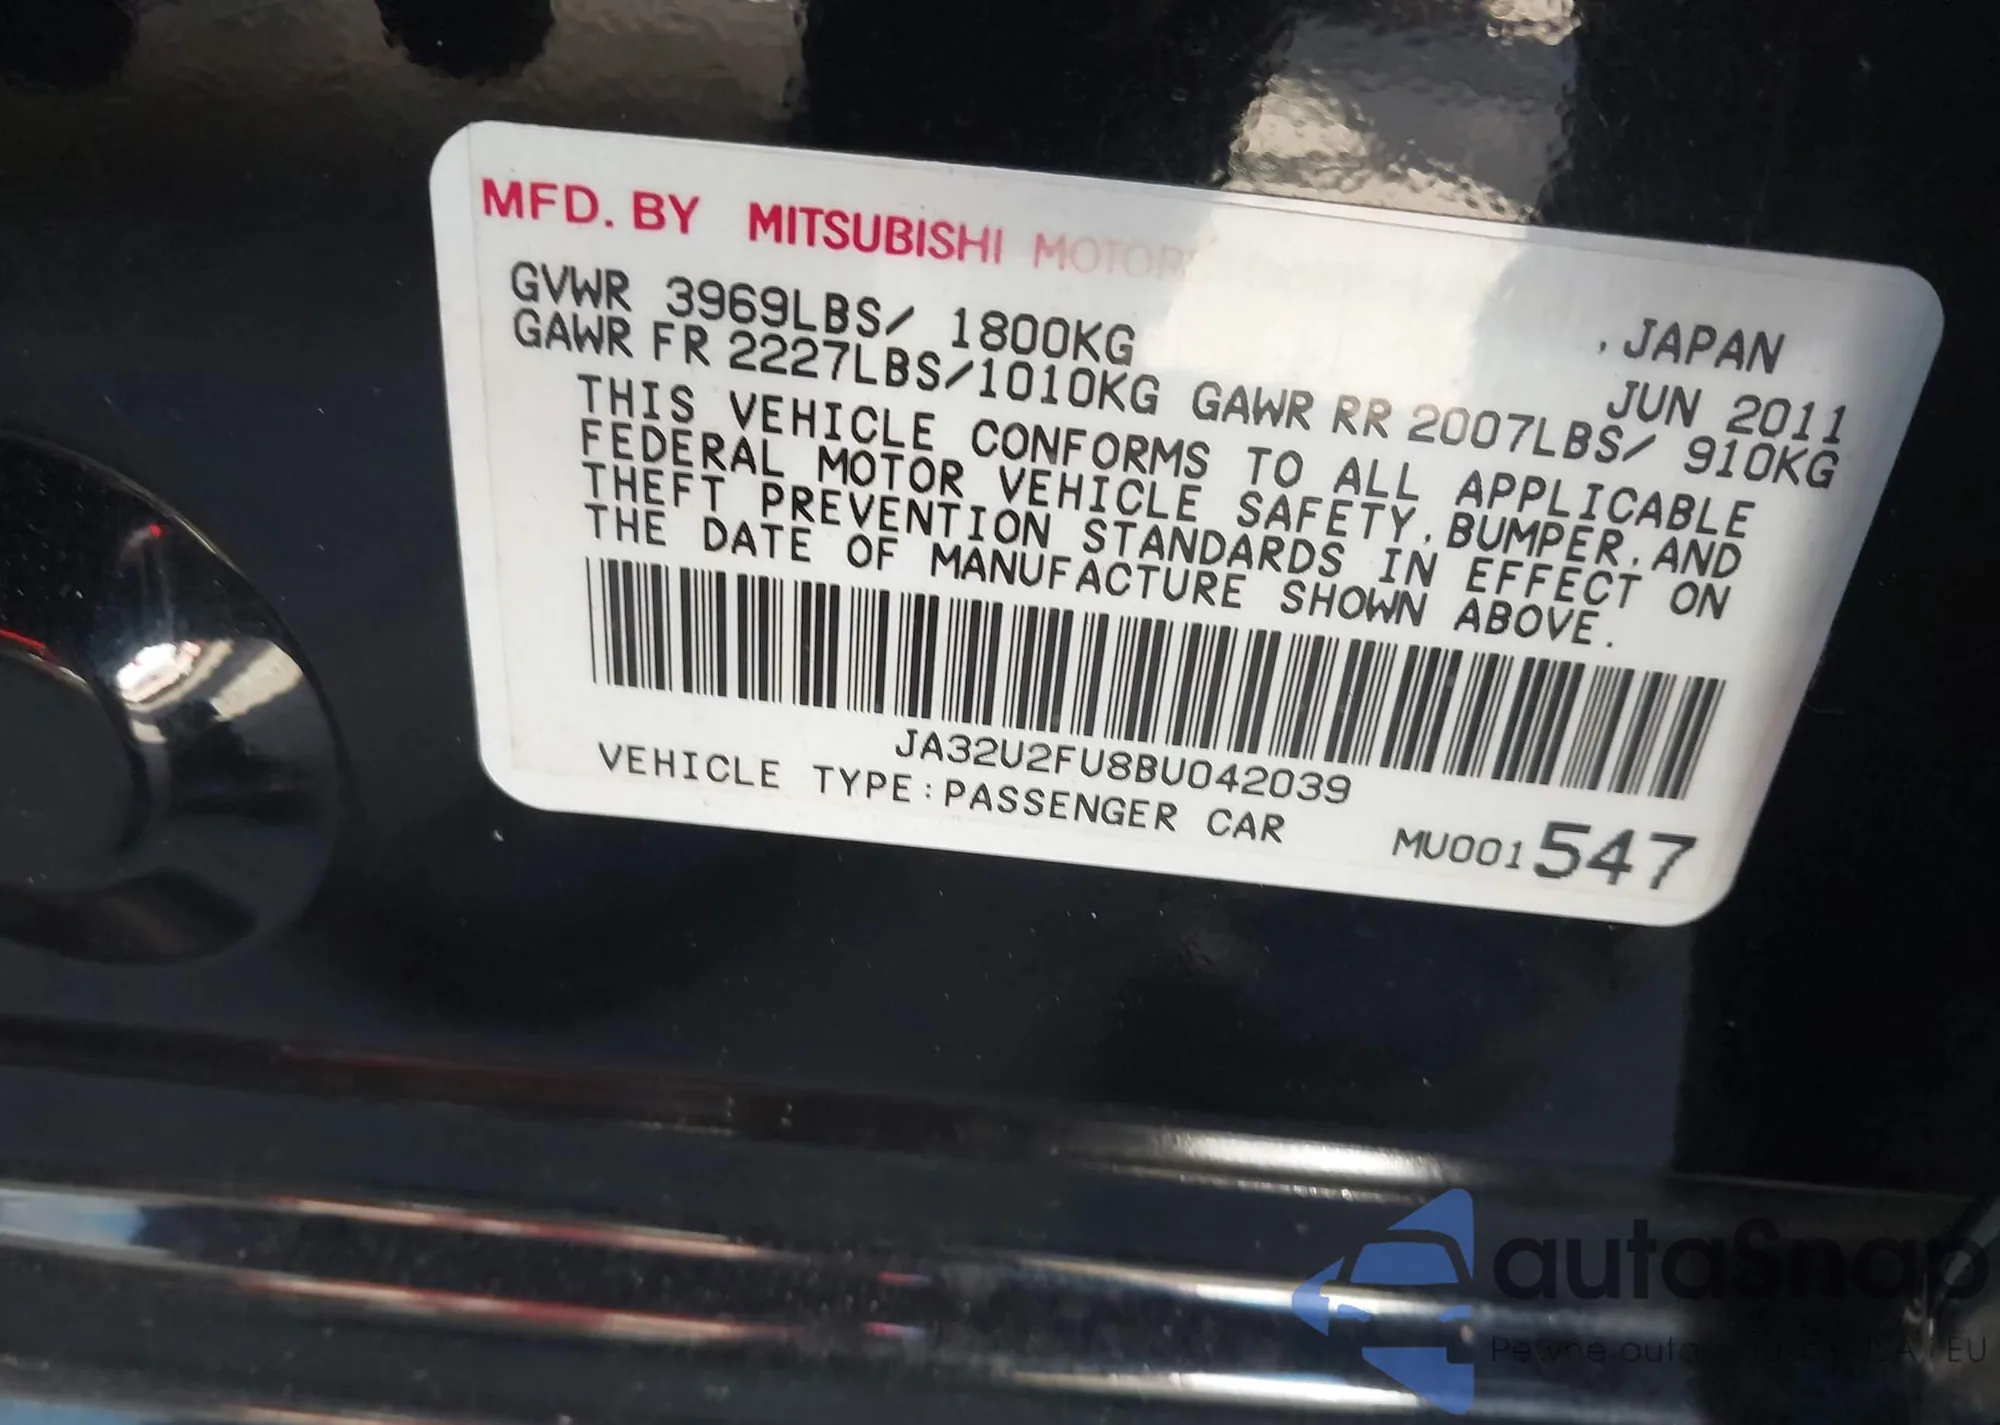 MFD. BY MITSUBISHI MOTOR
, JAPAN
GVWR 3969LBS/ 1800KG JUN 2011
GAWR FR 2227LBS/1010KG GAWR RR 2007LBS/ 910KG
THIS VEHICLE CONFORMS TO ALL APPLICABLE
FEDERAL MOTOR VEHICLE SAFETY, BUMPER, AND
THEFT PREVENTION STANDARDS IN EFFECT ON
THE DATE OF MANUFACTURE SHOWN ABOVE.
JA32U2FU8BU042039
VEHICLE TYPE:PASSENGER CAR
MU001547
autaSnap
Pewne auta